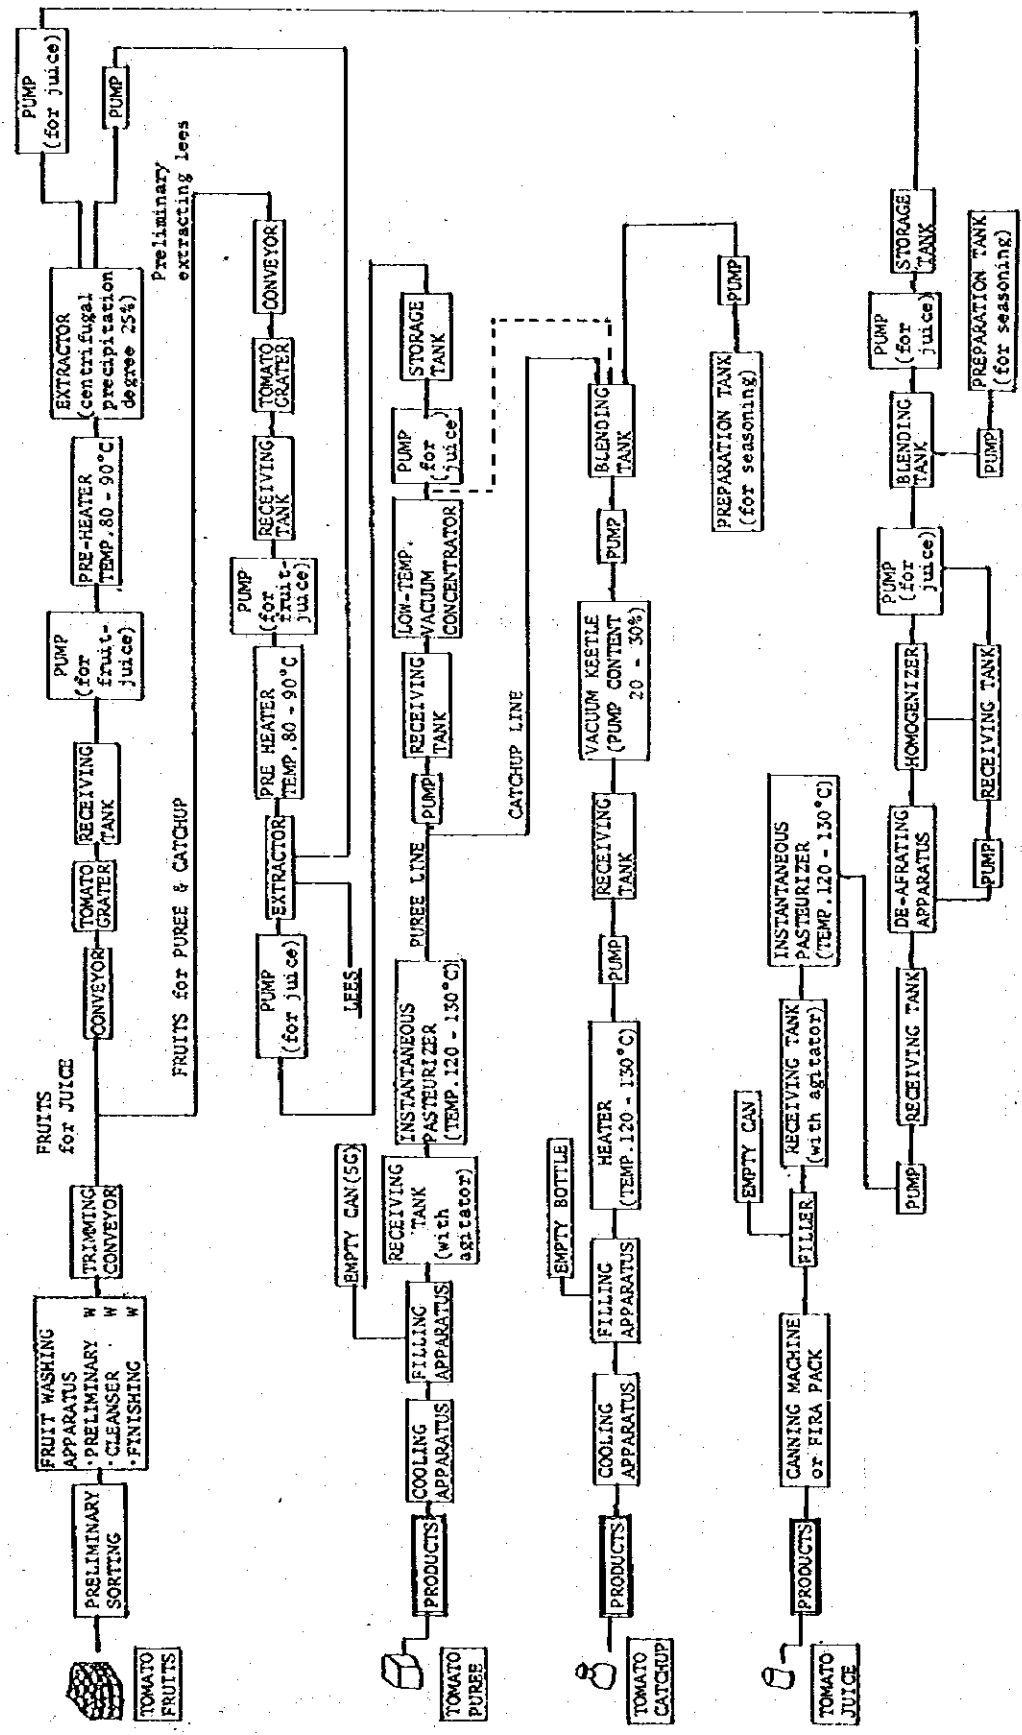 TOMATO
FRUITS
PRELIMINARY
SORTING
FRUIT WASHING
APPARATUS
·PRELIMINARY W
·CLEANSER W
·FINISHING W
TRIMMING
CONVEYOR
FRUITS
for JUICE
CONVEYOR
TOMATO
GRATER
RECEIVING
TANK
PUMP
(for
fruit-
juice)
PRE-HEATER
TEMP.80 - 90°C
EXTRACTOR
(centrifugal
precipitation
degree 25%)
PUMP
(for juice)
PUMP
Preliminary
extracting lees
FRUITS for PUREE & CATCHUP
CONVEYOR
TOMATO
GRATER
RECEIVING
TANK
PUMP
(for
fruit-
juice)
PRE HEATER
TEMP.80 - 90°C
EXTRACTOR
PUMP
(for juice)
LEES
TOMATO
PUREE
PRODUCTS
COOLING
APPARATUS
FILLING
APPARATUS
EMPTY CAN(5G)
RECEIVING
TANK
(with
agitator)
INSTANTANEOUS
PASTEURIZER
(TEMP.120 - 130°C)
PUREE LINE
PUMP
RECEIVING
TANK
LOW-TEMP.
VACUUM
CONCENTRATOR
PUMP
(for
juice)
STORAGE
TANK
CATCHUP LINE
TOMATO
CATCHUP
PRODUCTS
COOLING
APPARATUS
FILLING
APPARATUS
EMPTY BOTTLE
HEATER
(TEMP.120 - 130°C)
PUMP
RECEIVING
TANK
VACUUM KEETLE
(PUMP CONTENT
20 - 30%)
PUMP
BLENDING
TANK
PUMP
PREPARATION TANK
(for seasoning)
TOMATO
JUICE
PRODUCTS
CANNING MACHINE
or FIRA PACK
FILLER
EMPTY CAN
RECEIVING TANK
(with agitator)
INSTANTANEOUS
PASTEURIZER
(TEMP.120 - 130°C)
PUMP
RECEIVING TANK
DE-AFRATING
APPARATUS
PUMP
HOMOGENIZER
RECEIVING TANK
PUMP
(for
juice)
BLENDING
TANK
PUMP
(for
juice)
STORAGE
TANK
PUMP
PREPARATION TANK
(for seasoning)